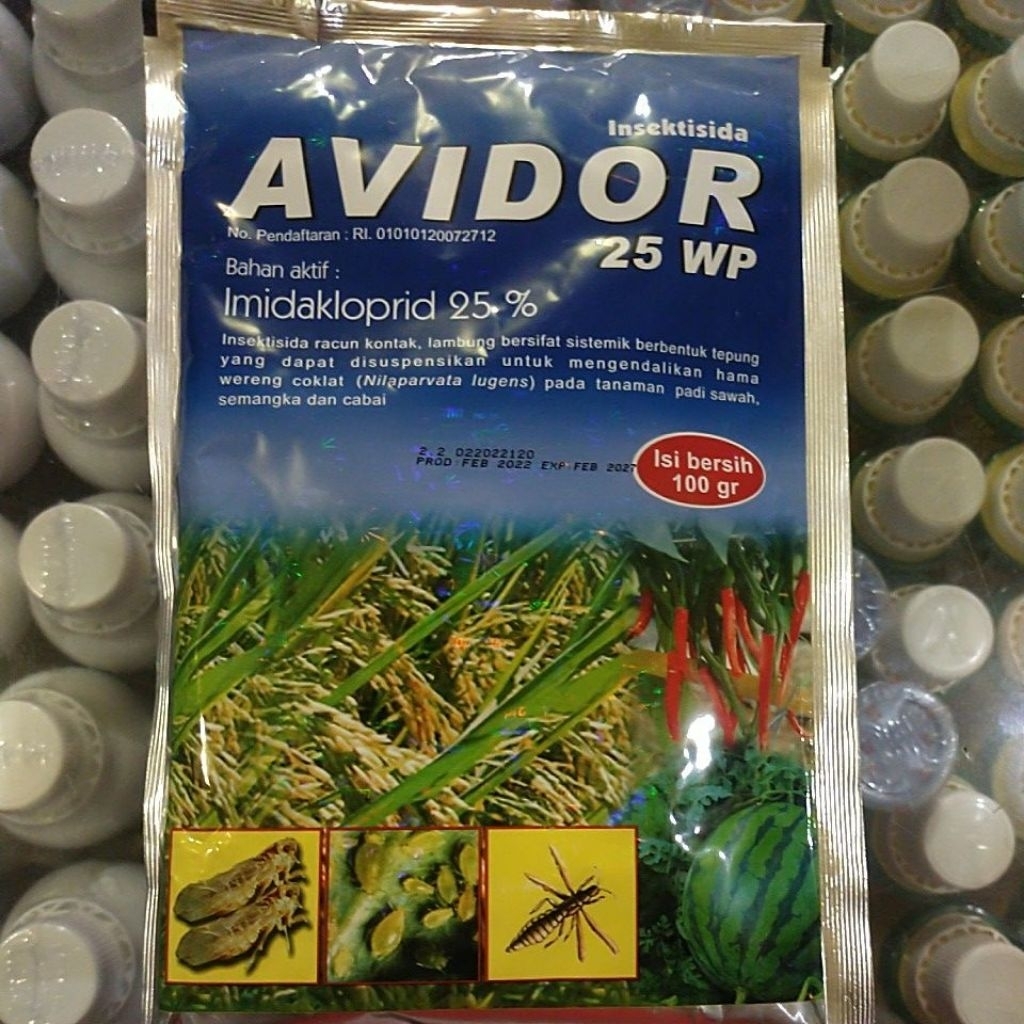 Insektisida
AVIDOR
25 WP
No. Pendaftaran : RI. 01010120072712
Bahan aktif :
Imidakloprid 25 %
Insektisida racun kontak, lambung bersifat sistemik berbentuk tepung
yang dapat disuspensikan untuk mengendalikan hama
wereng coklat (Nilaparvata lugens) pada tanaman padi sawah,
semangka dan cabai
2.2 022022120
PROD FEB 2022 EXP FEB 2027
Isi bersih
100 gr